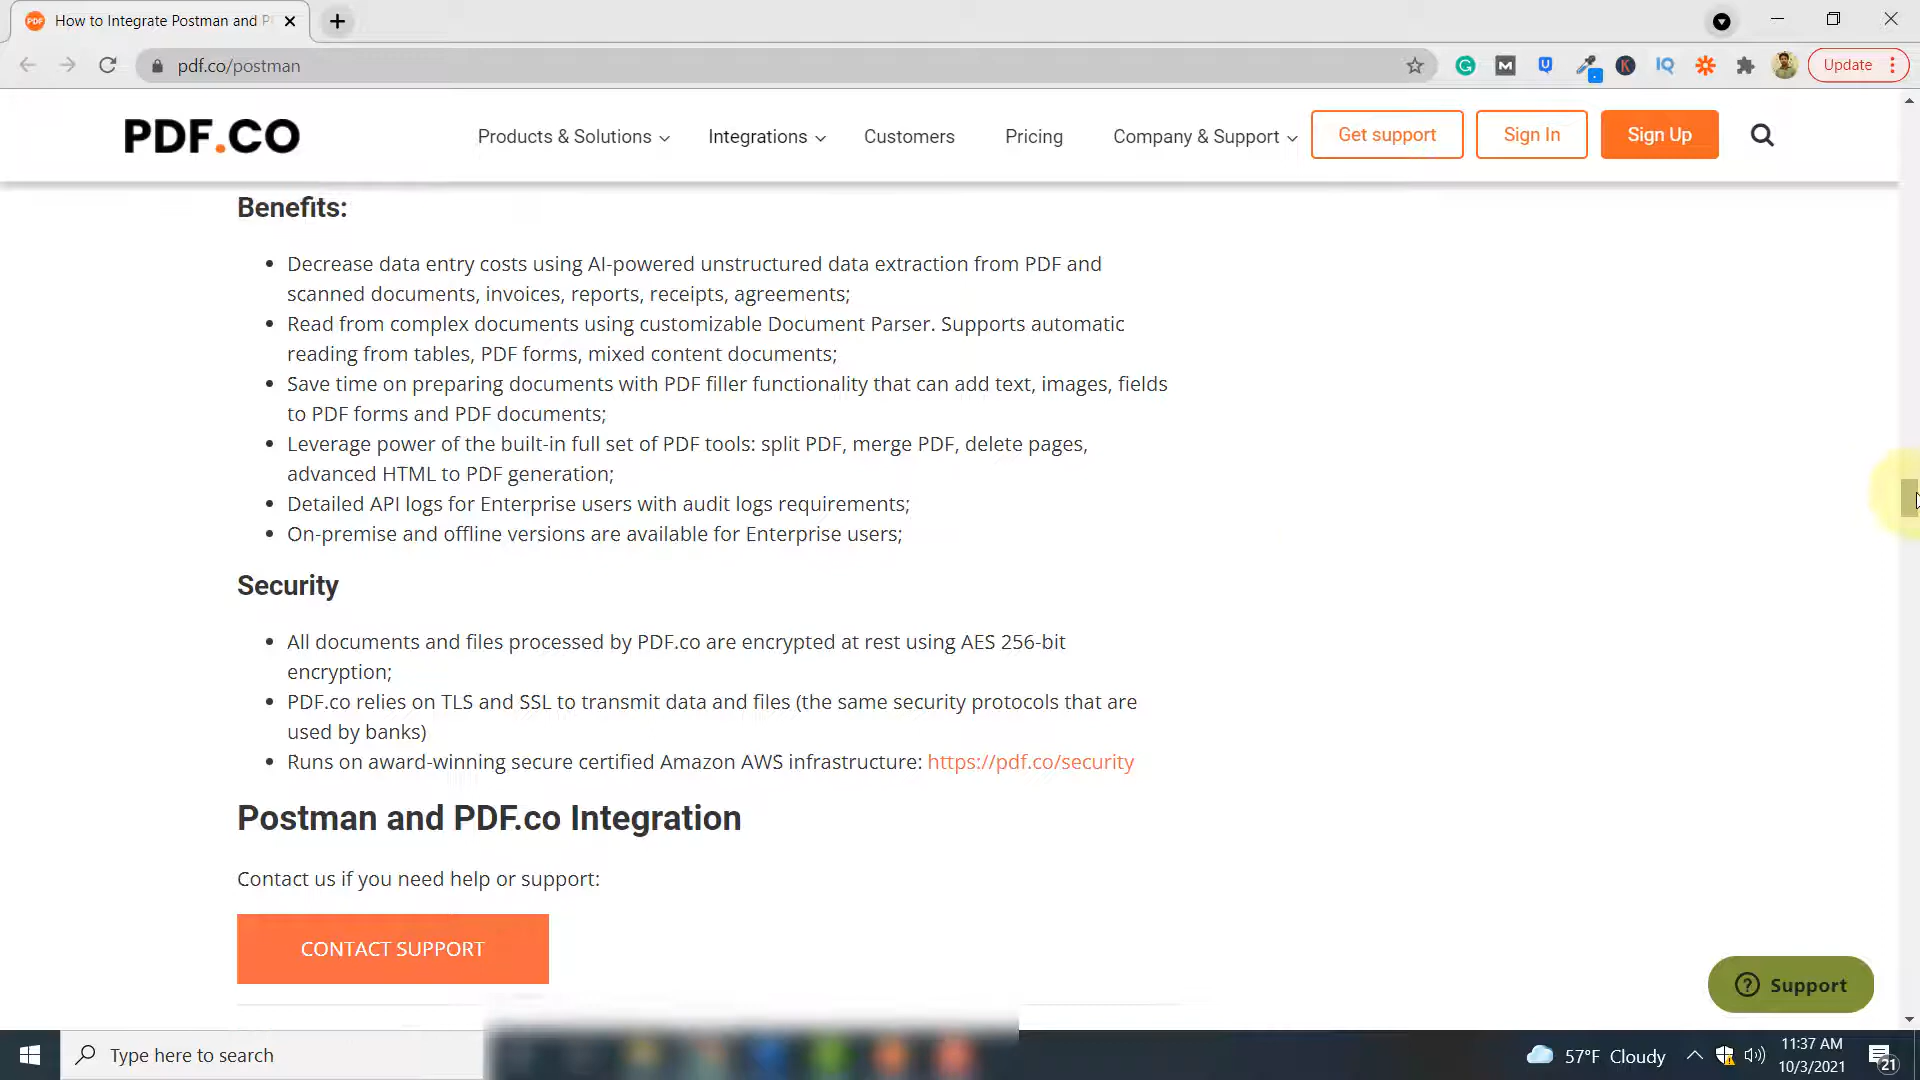 How to Integrate Postman and P
pdf.co/postman
Update
PDF.CO
Products & Solutions
Integrations
Customers
Pricing
Company & Support
Get support
Sign In
Sign Up
Benefits:
• Decrease data entry costs using AI-powered unstructured data extraction from PDF and
scanned documents, invoices, reports, receipts, agreements;
• Read from complex documents using customizable Document Parser. Supports automatic
reading from tables, PDF forms, mixed content documents;
• Save time on preparing documents with PDF filler functionality that can add text, images, fields
to PDF forms and PDF documents;
• Leverage power of the built-in full set of PDF tools: split PDF, merge PDF, delete pages,
advanced HTML to PDF generation;
• Detailed API logs for Enterprise users with audit logs requirements;
• On-premise and offline versions are available for Enterprise users;
Security
• All documents and files processed by PDF.co are encrypted at rest using AES 256-bit
encryption;
• PDF.co relies on TLS and SSL to transmit data and files (the same security protocols that are
used by banks)
• Runs on award-winning secure certified Amazon AWS infrastructure: https://pdf.co/security
Postman and PDF.co Integration
Contact us if you need help or support:
CONTACT SUPPORT
Support
Type here to search
57°F Cloudy
11:37 AM
10/3/2021
21